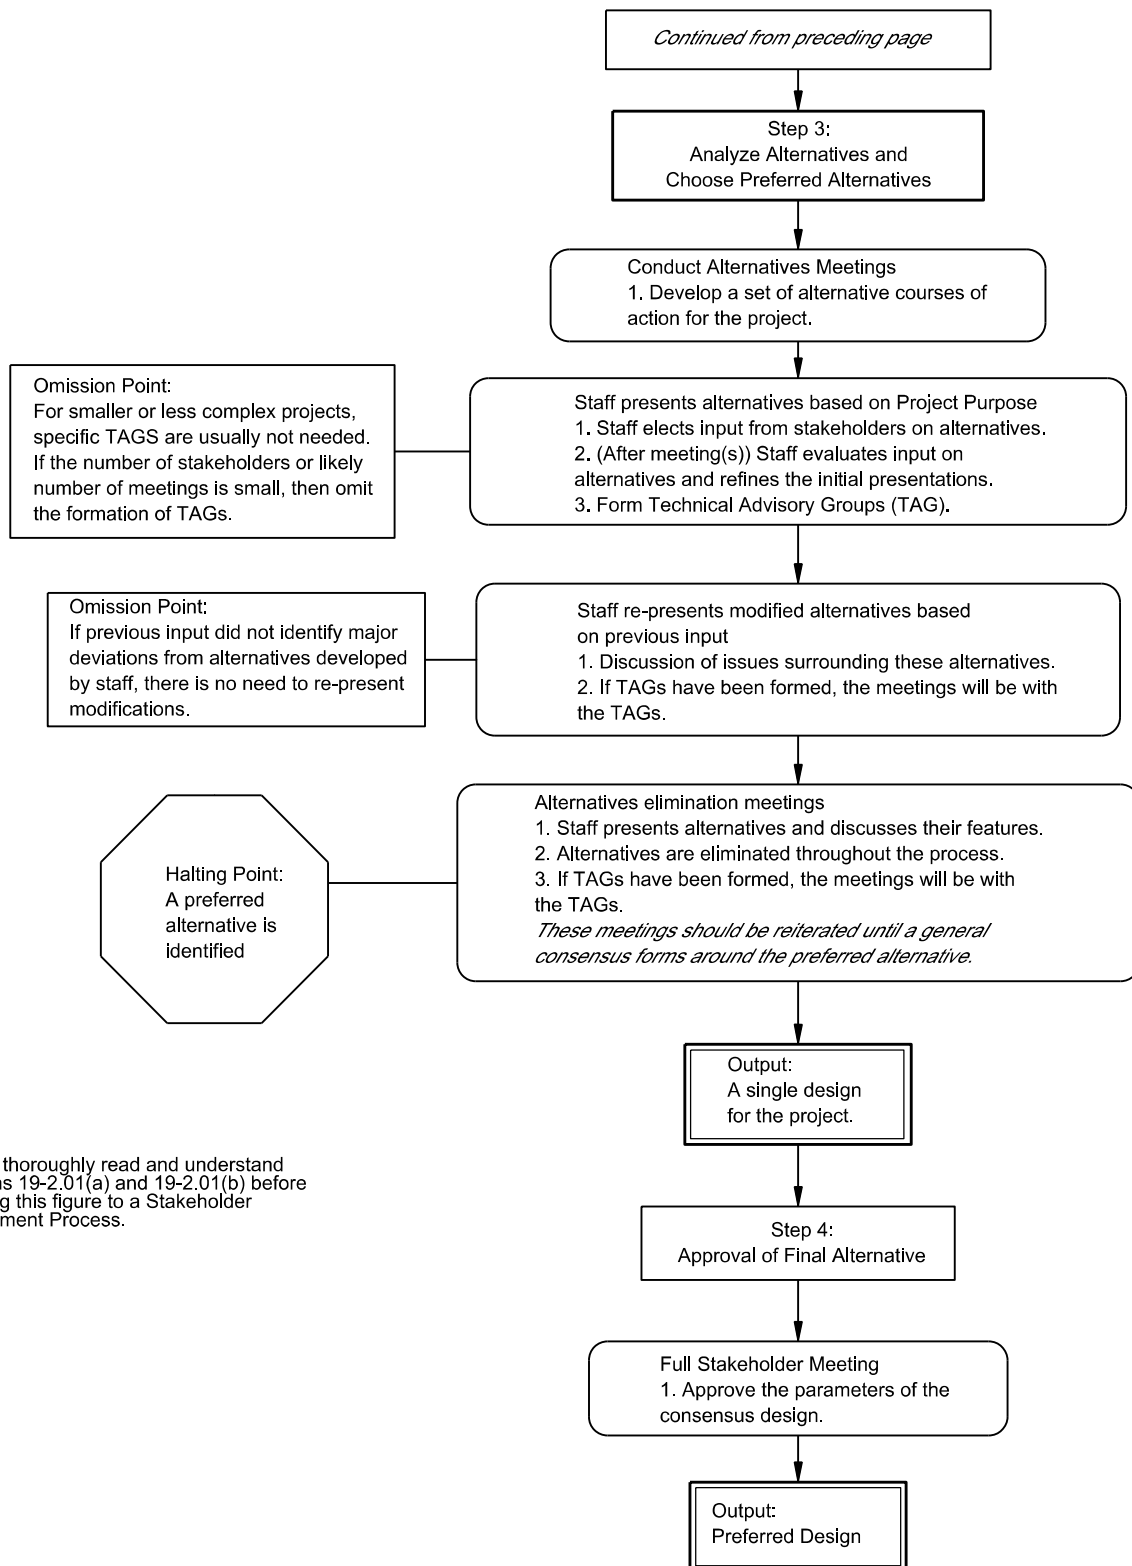 Continued from preceding page
Step 3:
Analyze Alternatives and
Choose Preferred Alternatives
Conduct Alternatives Meetings
1. Develop a set of alternative courses of
action for the project.
Omission Point:
For smaller or less complex projects,
specific TAGS are usually not needed.
If the number of stakeholders or likely
number of meetings is small, then omit
the formation of TAGs.
Staff presents alternatives based on Project Purpose
1. Staff elects input from stakeholders on alternatives.
2. (After meeting(s)) Staff evaluates input on
alternatives and refines the initial presentations.
3. Form Technical Advisory Groups (TAG).
Omission Point:
If previous input did not identify major
deviations from alternatives developed
by staff, there is no need to re-present
modifications.
Staff re-presents modified alternatives based
on previous input
1. Discussion of issues surrounding these alternatives.
2. If TAGs have been formed, the meetings will be with
the TAGs.
Halting Point:
A preferred
alternative is
identified
Alternatives elimination meetings
1. Staff presents alternatives and discusses their features.
2. Alternatives are eliminated throughout the process.
3. If TAGs have been formed, the meetings will be with
the TAGs.
These meetings should be reiterated until a general
consensus forms around the preferred alternative.
Output:
A single design
for the project.
thoroughly read and understand
19-2.01(a) and 19-2.01(b) before
this figure to a Stakeholder
Process.
Step 4:
Approval of Final Alternative
Full Stakeholder Meeting
1. Approve the parameters of the
consensus design.
Output:
Preferred Design